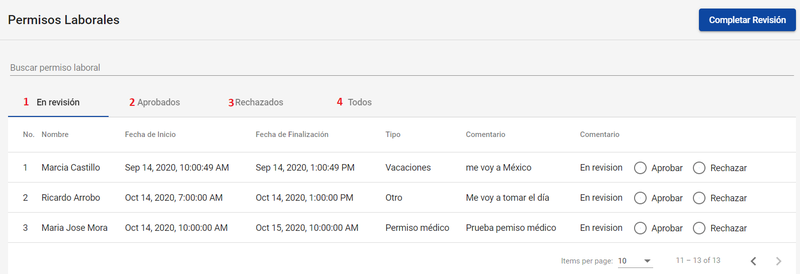 Permisos Laborales Completar Revisión
Buscar permiso laboral
1 En revisión 2 Aprobados 3 Rechazados 4 Todos
No. Nombre Fecha de Inicio Fecha de Finalización Tipo Comentario Comentario
1 Marcia Castillo Sep 14, 2020, 10:00:49 AM Sep 14, 2020, 1:00:49 PM Vacaciones me voy a México En revision Aprobar Rechazar
2 Ricardo Arrobo Oct 14, 2020, 7:00:00 AM Oct 14, 2020, 1:00:00 PM Otro Me voy a tomar el día En revision Aprobar Rechazar
3 Maria Jose Mora Oct 14, 2020, 10:00:00 AM Oct 15, 2020, 10:00:00 AM Permiso médico Prueba pemiso médico En revision Aprobar Rechazar
Items per page: 10 11 – 13 of 13